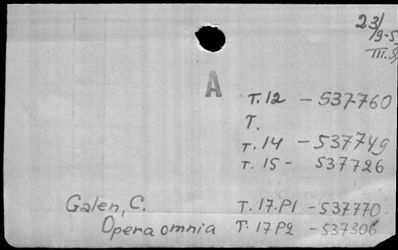 23/
9-5
III.
A
T. 12 - 537760
T.
T. 14 - 537749
T. 15 - 537726
Galen, C. T. 17.P1 - 537770
Opera omnia T. 17 P2 - 537306